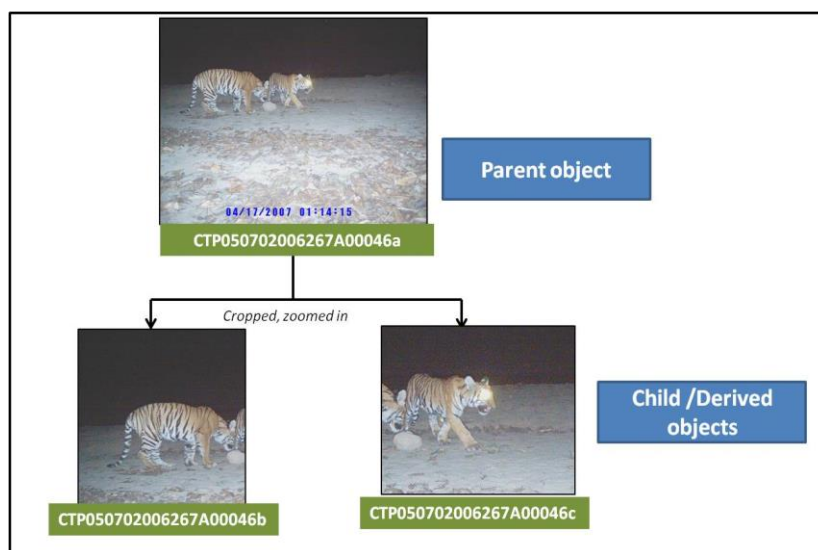 04/17/2007 01:14:15
Parent object
CTP050702006267A00046a
Cropped, zoomed in
Child /Derived
objects
CTP050702006267A00046b
CTP050702006267A00046c